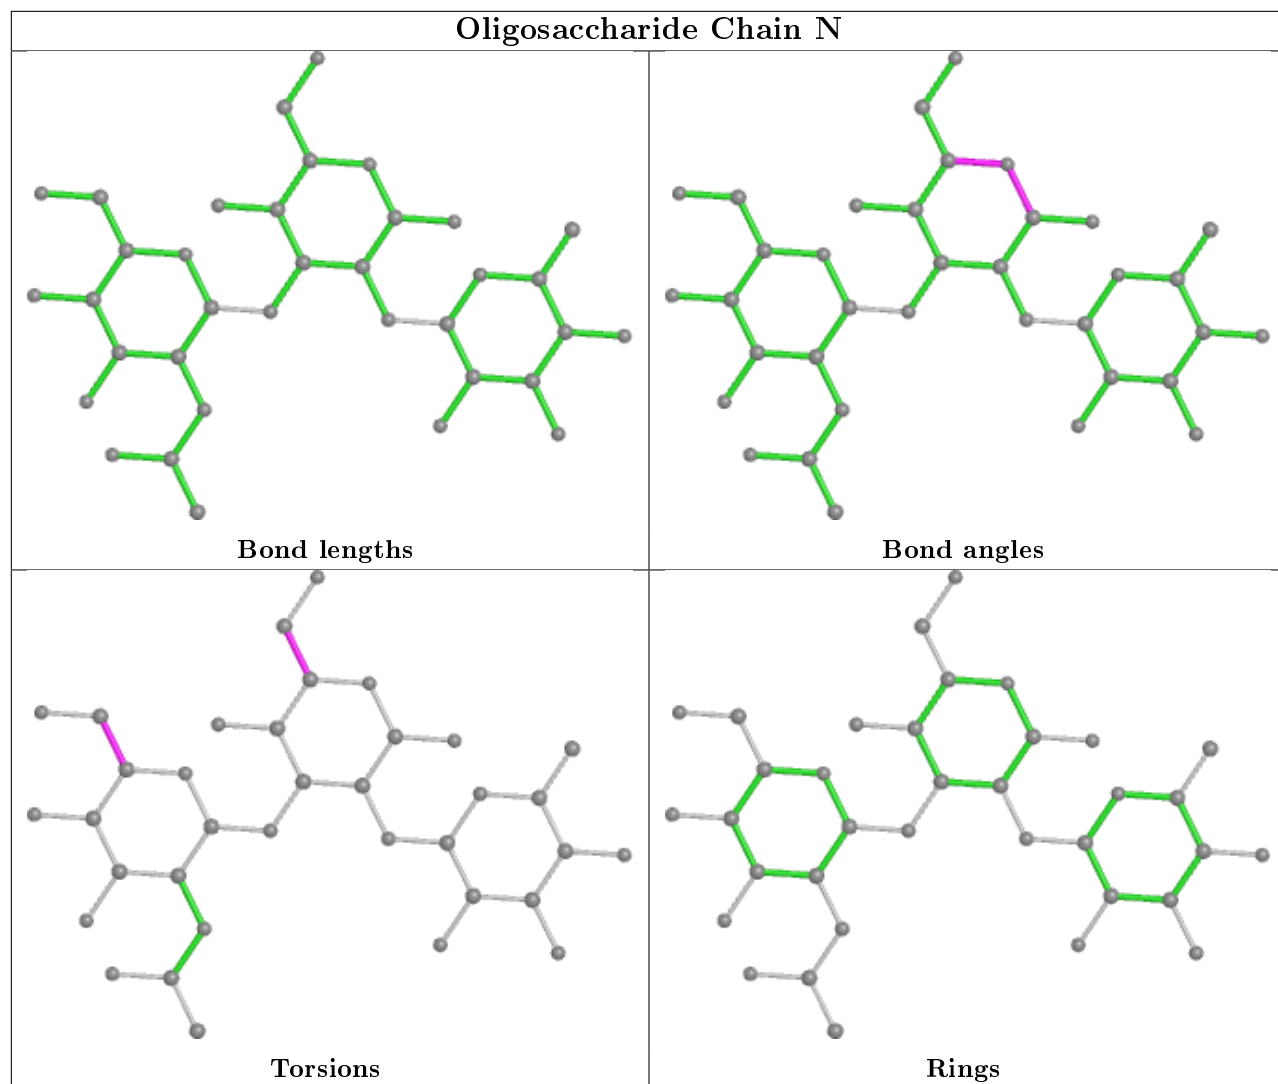 Oligosaccharide Chain N
Bond lengths
Bond angles
Torsions
Rings